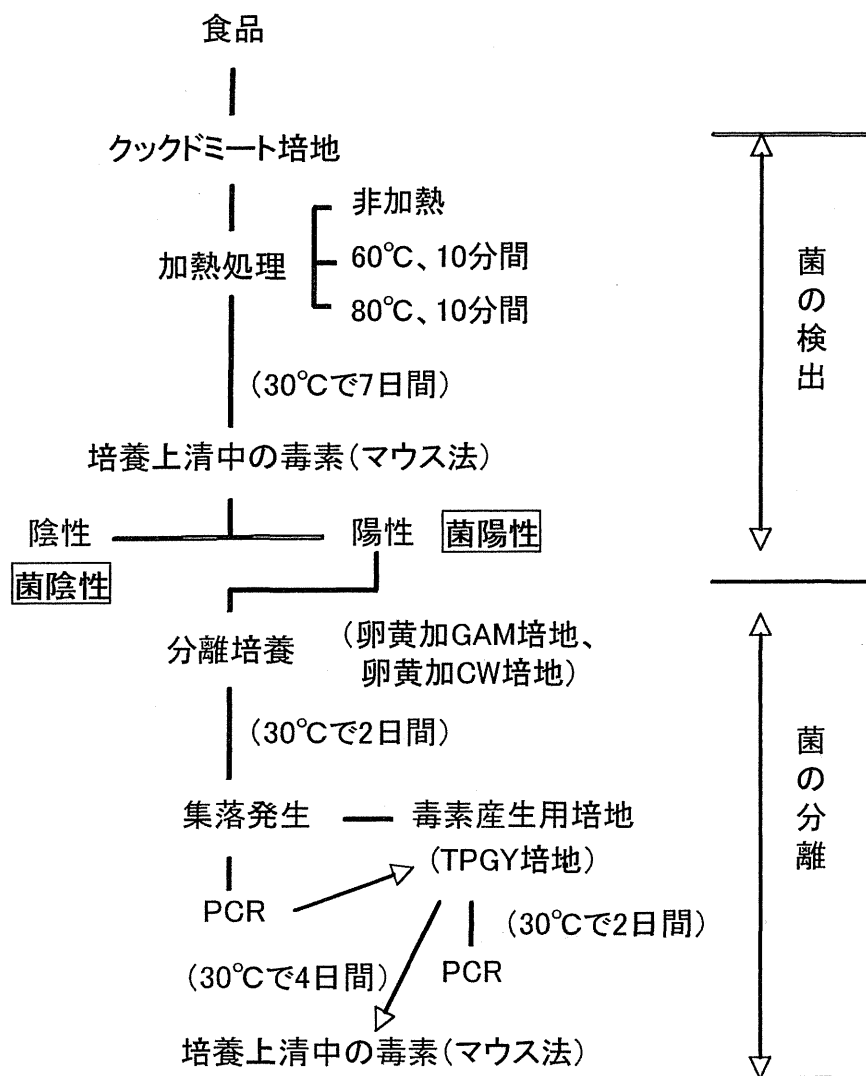 食品
クックドミート培地
加熱処理
非加熱
60℃、10分間
80℃、10分間
(30℃で7日間)
培養上清中の毒素(マウス法)
陰性
陽性
菌陽性
菌陰性
菌の検出
分離培養
(卵黄加GAM培地、
卵黄加CW培地)
(30℃で2日間)
集落発生
毒素産生用培地
(TPGY培地)
PCR
(30℃で2日間)
(30℃で4日間)
PCR
培養上清中の毒素(マウス法)
菌の分離